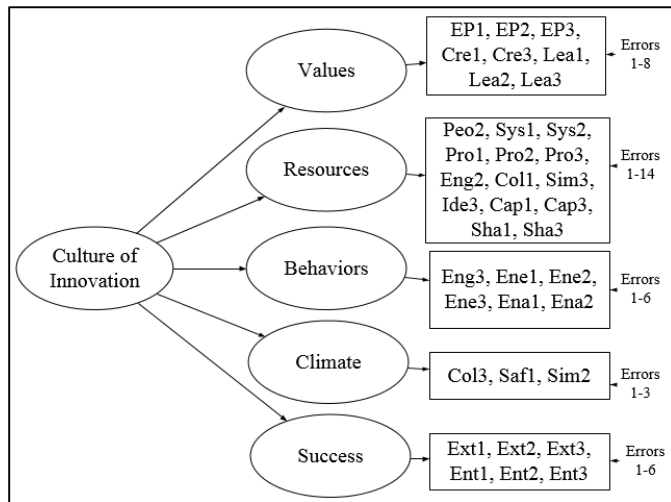 Culture of
Innovation
Values
EP1, EP2, EP3,
Cre1, Cre3, Lea1,
Lea2, Lea3
Errors
1-8
Resources
Peo2, Sys1, Sys2,
Pro1, Pro2, Pro3,
Eng2, Col1, Sim3,
Ide3, Cap1, Cap3,
Sha1, Sha3
Errors
1-14
Behaviors
Eng3, Ene1, Ene2,
Ene3, Ena1, Ena2
Errors
1-6
Climate
Col3, Saf1, Sim2
Errors
1-3
Success
Ext1, Ext2, Ext3,
Ent1, Ent2, Ent3
Errors
1-6